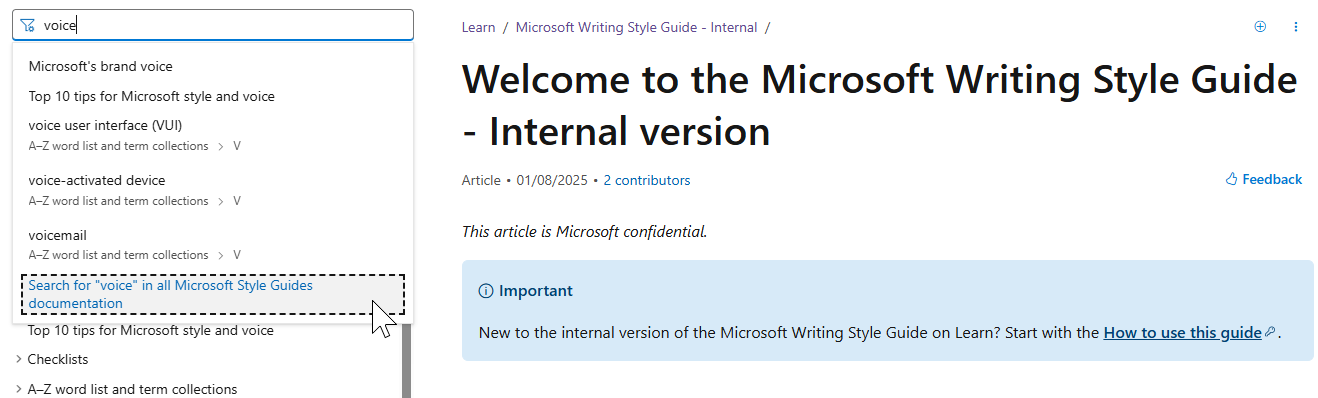 voice
Microsoft's brand voice
Top 10 tips for Microsoft style and voice
voice user interface (VUI)
A–Z word list and term collections > V
voice-activated device
A–Z word list and term collections > V
voicemail
A–Z word list and term collections > V
Search for "voice" in all Microsoft Style Guides
documentation
Top 10 tips for Microsoft style and voice
Checklists
A–Z word list and term collections
Learn / Microsoft Writing Style Guide - Internal /
Welcome to the Microsoft Writing Style Guide
- Internal version
Article • 01/08/2025 • 2 contributors
Feedback
This article is Microsoft confidential.
Important
New to the internal version of the Microsoft Writing Style Guide on Learn? Start with the How to use this guide.